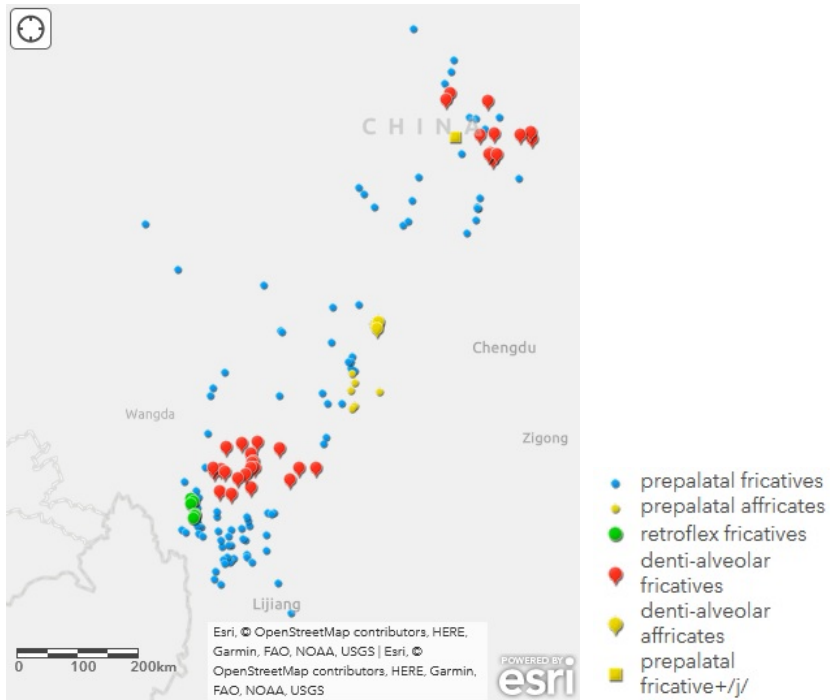 CHINA
Chengdu
Wangda
Zigong
Lijiang
0 100 200km
Esri, © OpenStreetMap contributors, HERE,
Garmin, FAO, NOAA, USGS | Esri, ©
OpenStreetMap contributors, HERE, Garmin,
FAO, NOAA, USGS
POWERED BY
esri
prepalatal fricatives
prepalatal affricates
retroflex fricatives
denti-alveolar
fricatives
denti-alveolar
affricates
prepalatal
fricative+/j/